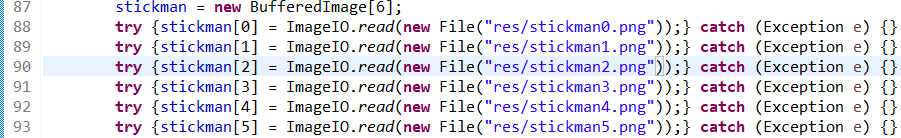 87 stickman = new BufferedImage[6];
88 try {stickman[0] = ImageIO.read(new File("res/stickman0.png"));} catch (Exception e) {}
89 try {stickman[1] = ImageIO.read(new File("res/stickman1.png"));} catch (Exception e) {}
90 try {stickman[2] = ImageIO.read(new File("res/stickman2.png"));} catch (Exception e) {}
91 try {stickman[3] = ImageIO.read(new File("res/stickman3.png"));} catch (Exception e) {}
92 try {stickman[4] = ImageIO.read(new File("res/stickman4.png"));} catch (Exception e) {}
93 try {stickman[5] = ImageIO.read(new File("res/stickman5.png"));} catch (Exception e) {}